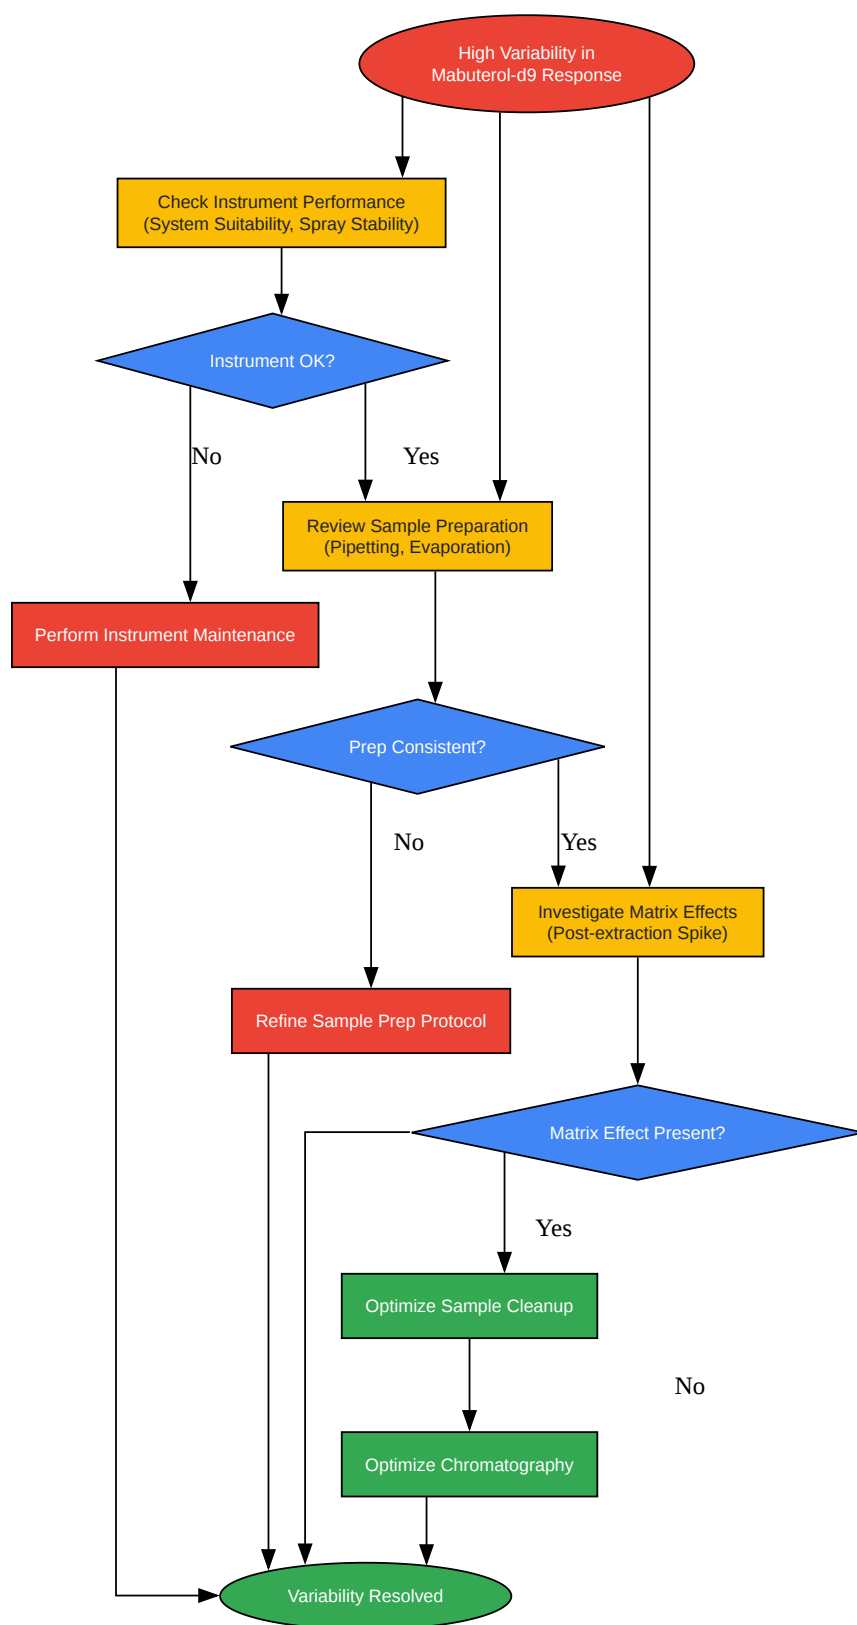 High Variability in
Mabuterol-d9 Response
Check Instrument Performance
(System Suitability, Spray Stability)
Instrument OK?
No
Yes
Review Sample Preparation
(Pipetting, Evaporation)
Perform Instrument Maintenance
Prep Consistent?
No
Yes
Investigate Matrix Effects
(Post-extraction Spike)
Refine Sample Prep Protocol
Matrix Effect Present?
Yes
Optimize Sample Cleanup
No
Optimize Chromatography
Variability Resolved